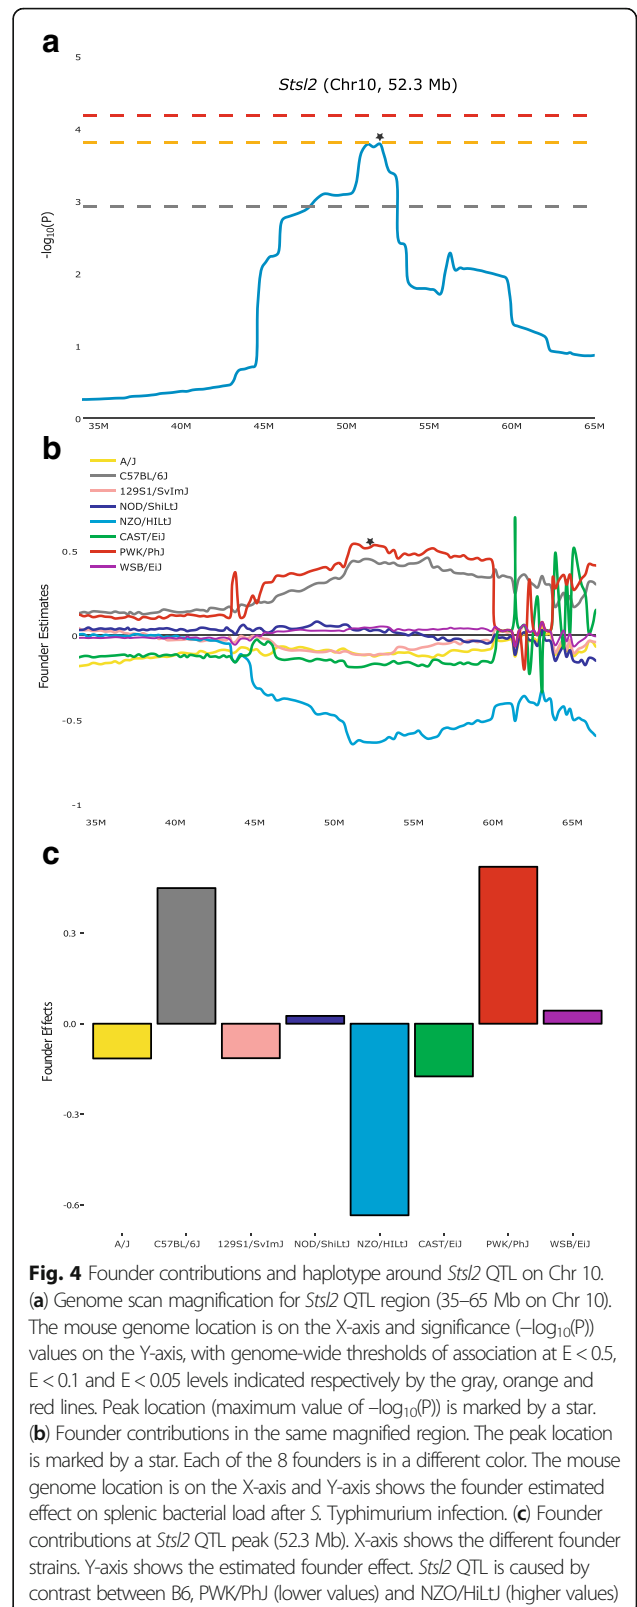 a
5
Stsl2 (Chr10, 52.3 Mb)
4
3
2
1
0
-log10(P)
35M 40M 45M 50M 55M 60M 65M
b
A/J
C57BL/6J
129S1/SvImJ
NOD/ShiLtJ
NZO/HILtJ
CAST/EiJ
PWK/PhJ
WSB/EiJ
0.5
0
-0.5
-1
Founder Estimates
35M 40M 45M 50M 55M 60M 65M
c
0.3
0.0
-0.3
-0.6
Founder Effects
A/J C57BL/6J 129S1/SvImJ NOD/ShiLtJ NZO/HILtJ CAST/EiJ PWK/PhJ WSB/EiJ
Fig. 4 Founder contributions and haplotype around Stsl2 QTL on Chr 10.
(a) Genome scan magnification for Stsl2 QTL region (35–65 Mb on Chr 10).
The mouse genome location is on the X-axis and significance (−log10(P))
values on the Y-axis, with genome-wide thresholds of association at E < 0.5,
E < 0.1 and E < 0.05 levels indicated respectively by the gray, orange and
red lines. Peak location (maximum value of –log10(P)) is marked by a star.
(b) Founder contributions in the same magnified region. The peak location
is marked by a star. Each of the 8 founders is in a different color. The mouse
genome location is on the X-axis and Y-axis shows the founder estimated
effect on splenic bacterial load after S. Typhimurium infection. (c) Founder
contributions at Stsl2 QTL peak (52.3 Mb). X-axis shows the different founder
strains. Y-axis shows the estimated founder effect. Stsl2 QTL is caused by
contrast between B6, PWK/PhJ (lower values) and NZO/HiLtJ (higher values)